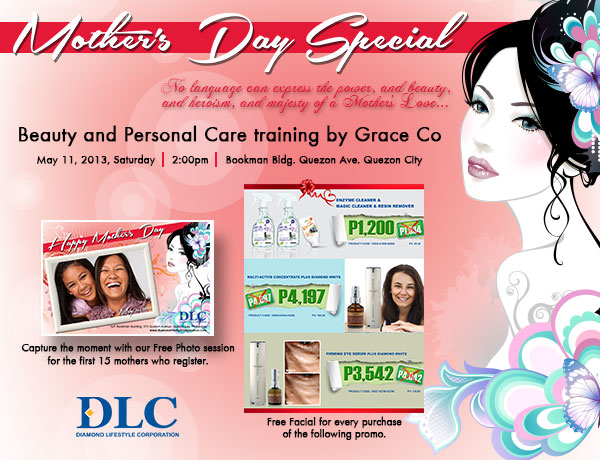 Mother's Day Special
No language can express the power, and beauty,
and heroism, and majesty of a Mothers Love...
Beauty and Personal Care training by Grace Co
May 11, 2013, Saturday | 2:00pm | Bookman Bldg. Quezon Ave. Quezon City
Happy Mother's Day
DLC
Capture the moment with our Free Photo session
for the first 15 mothers who register.
ENZYME CLEANER &
MAGIC CLEANER & RESIN REMOVER
P1,200
MULTI-ACTIVE CONCENTRATE PLUS DIAMOND WHITE
P4,197
FIRMING EYE SERUM PLUS DIAMOND WHITE
P3,542
Free Facial for every purchase
of the following promo.
DLC
DIAMOND LIFESTYLE CORPORATION